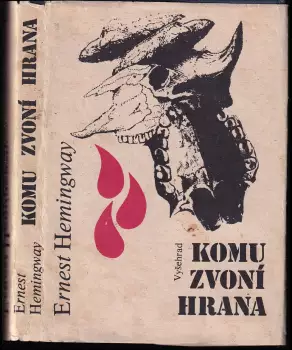 Ernest
Hemingway
KOMU ZVONÍ HRANA
Ernest Hemingway
Vyšehrad
KOMU
ZVONÍ
HRANA